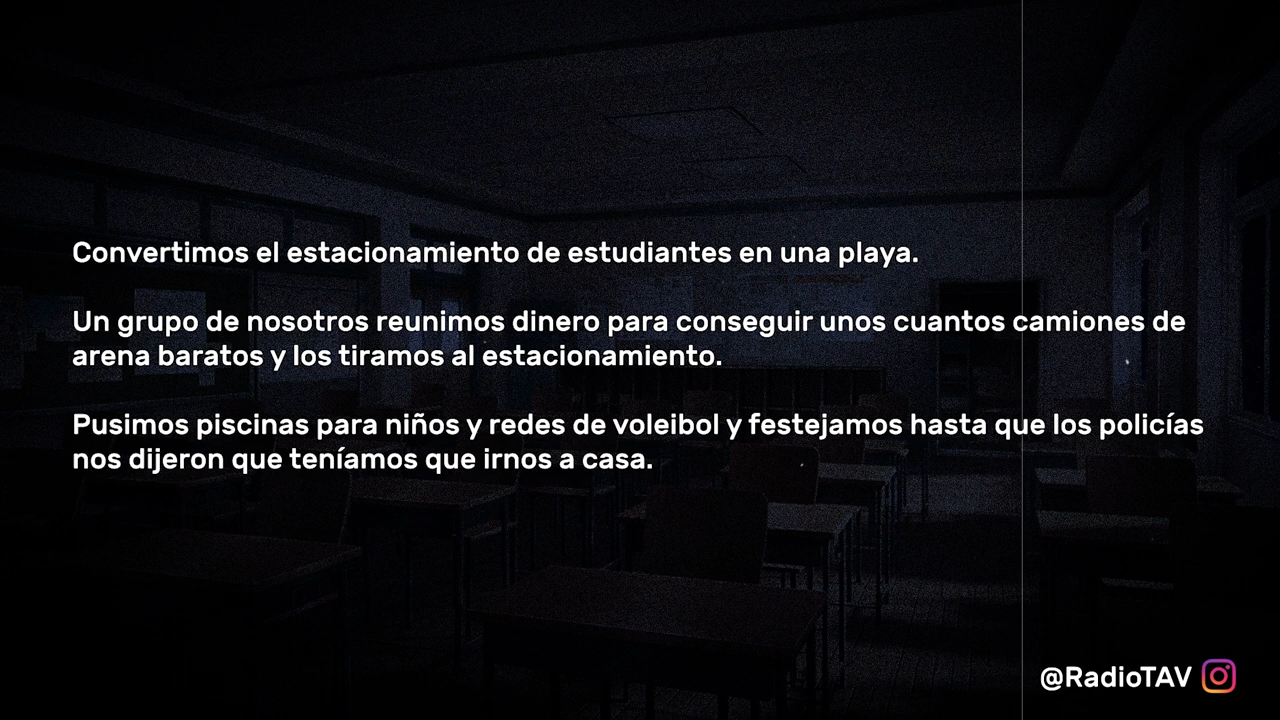 Convertimos el estacionamiento de estudiantes en una playa.
Un grupo de nosotros reunimos dinero para conseguir unos cuantos camiones de
arena baratos y los tiramos al estacionamiento.
Pusimos piscinas para niños y redes de voleibol y festejamos hasta que los policías
nos dijeron que teníamos que irnos a casa.
@RadioTAV